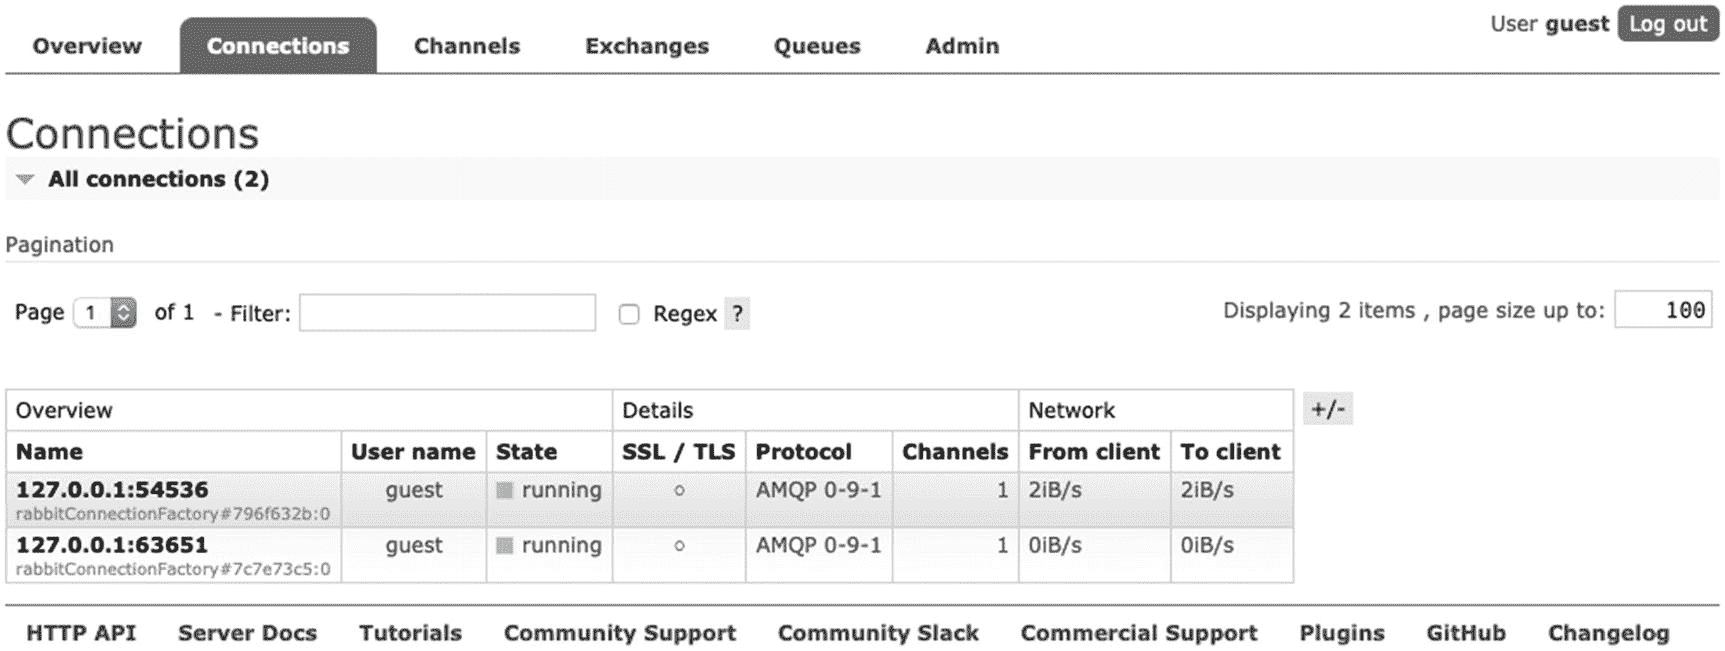 User guest Log out
Overview Connections Channels Exchanges Queues Admin
Connections
All connections (2)
Pagination
Page 1 of 1 - Filter: Regex ? Displaying 2 items , page size up to: 100
Overview Details Network +/-
Name User name State SSL / TLS Protocol Channels From client To client
127.0.0.1:54536 guest running ○ AMQP 0-9-1 1 2iB/s 2iB/s
rabbitConnectionFactory#796f632b:0
127.0.0.1:63651 guest running ○ AMQP 0-9-1 1 0iB/s 0iB/s
rabbitConnectionFactory#7c7e73c5:0
HTTP API Server Docs Tutorials Community Support Community Slack Commercial Support Plugins GitHub Changelog